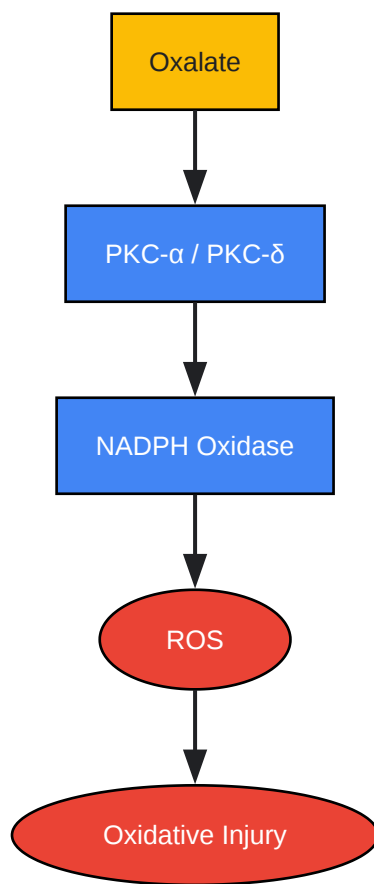 Oxalate
PKC-α / PKC-δ
NADPH Oxidase
ROS
Oxidative Injury